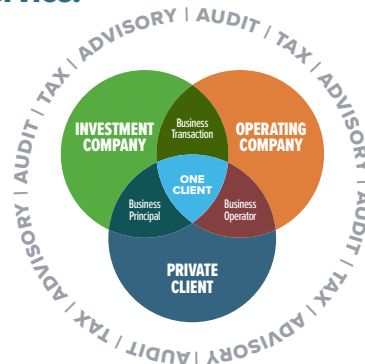 AUDIT | TAX | ADVISORY | AUDIT | TAX | ADVISORY | AUDIT | TAX | ADVISORY | AUDIT | TAX | ADVISORY |
INVESTMENT
COMPANY
Business
Transaction
OPERATING
COMPANY
ONE
CLIENT
Business
Principal
Business
Operator
PRIVATE
CLIENT